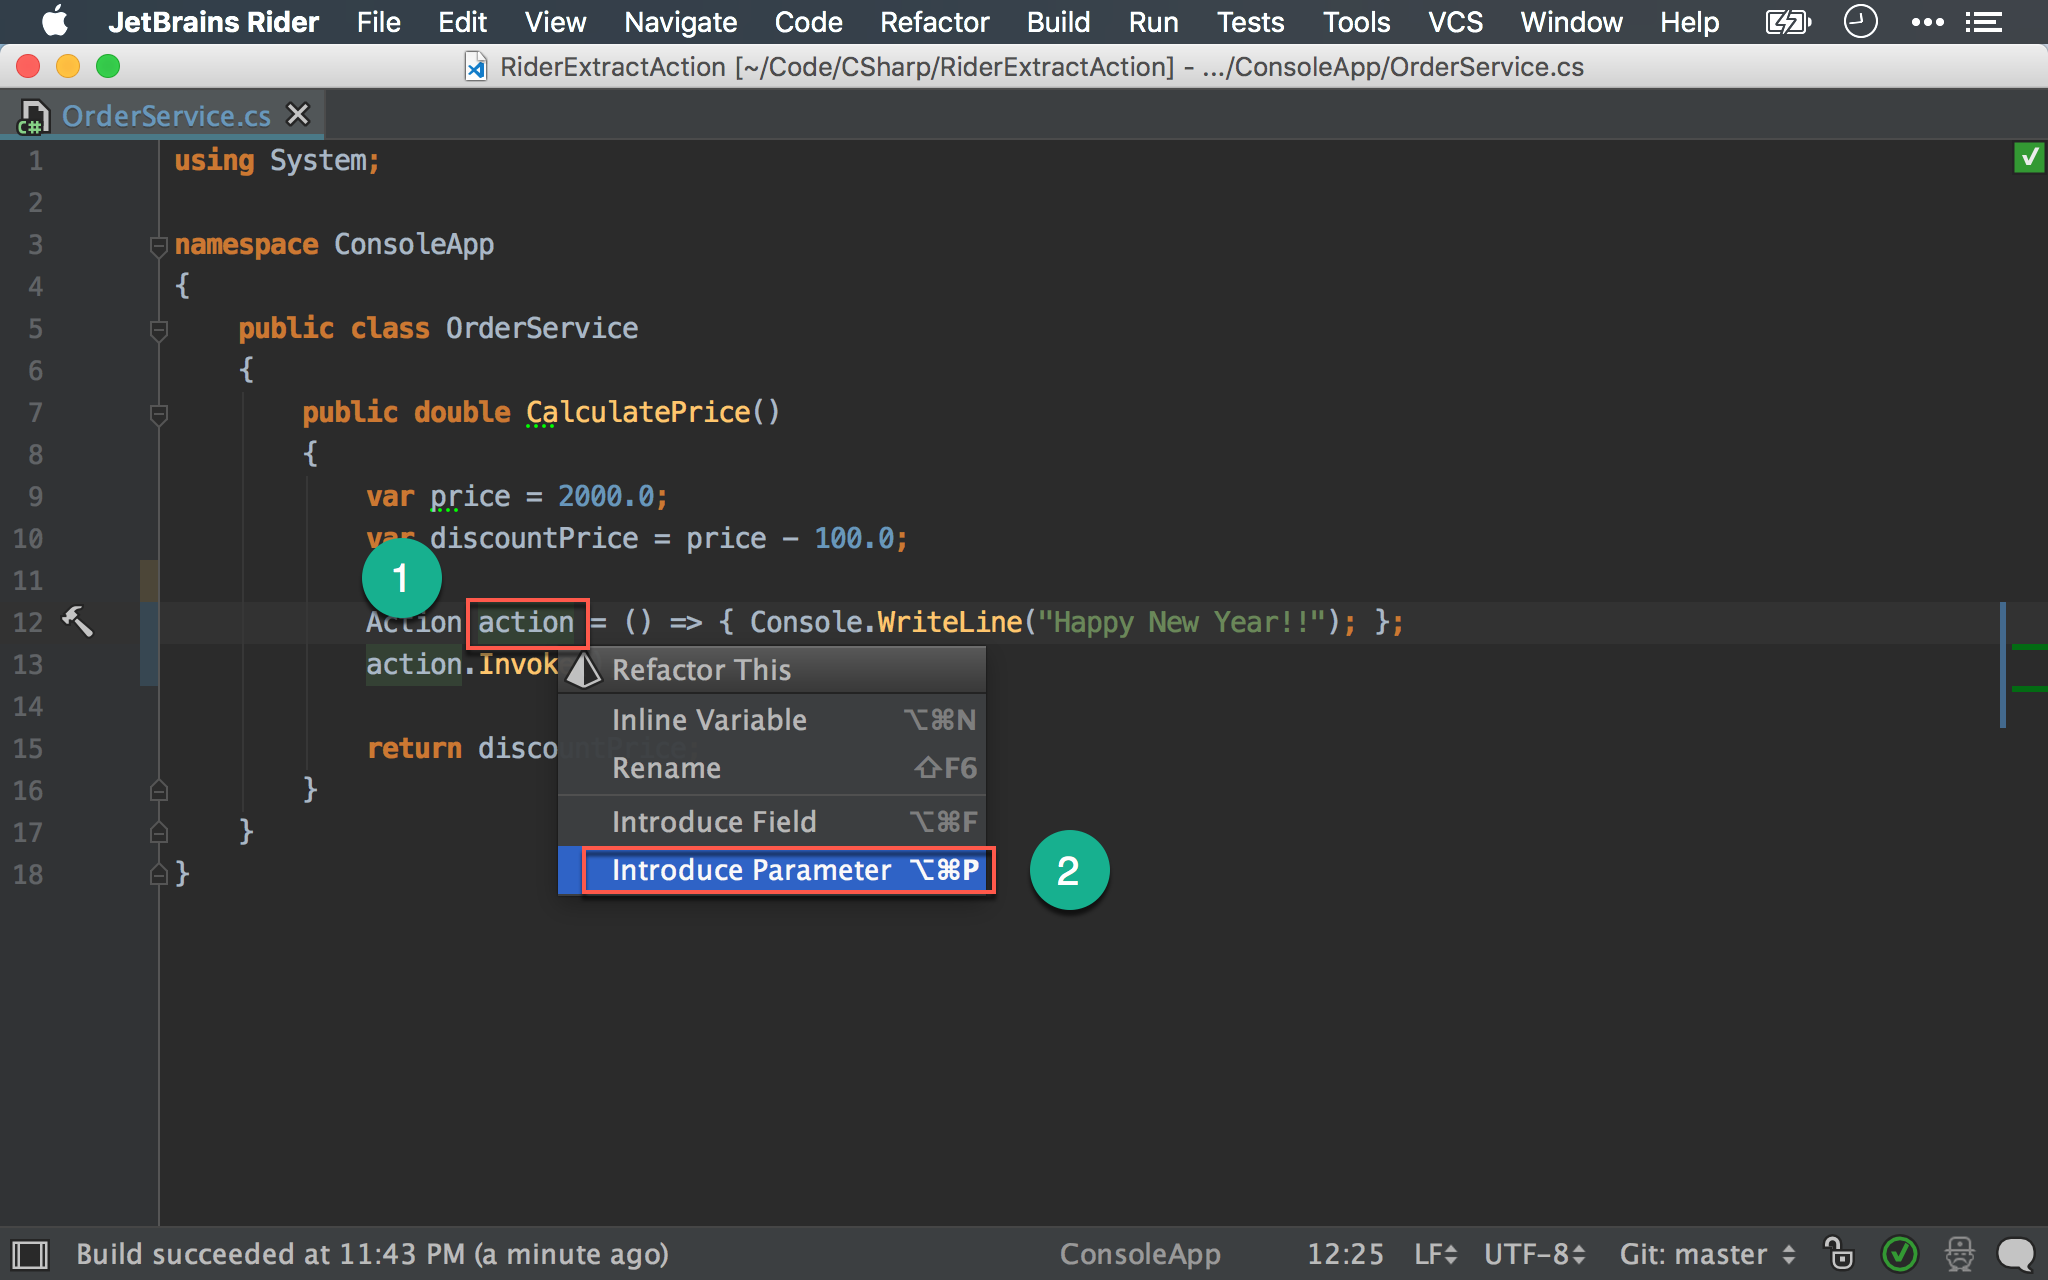 JetBrains Rider File Edit View Navigate Code Refactor Build Run Tests Tools VCS Window Help
RiderExtractAction [~/Code/CSharp/RiderExtractAction] - .../ConsoleApp/OrderService.cs
C# OrderService.cs
1 using System;
2
3 namespace ConsoleApp
4 {
5 public class OrderService
6 {
7 public double CalculatePrice()
8 {
9 var price = 2000.0;
10 var discountPrice = price - 100.0;
11
1
12 Action action = () => { Console.WriteLine("Happy New Year!!"); };
13 action.Invok
Refactor This
14
Inline Variable ⌥⌘N
15 return discountPrice;
Rename ⇧F6
16 }
Introduce Field ⌥⌘F
17 }
Introduce Parameter ⌥⌘P
2
18 }
Build succeeded at 11:43 PM (a minute ago) ConsoleApp 12:25 LF UTF-8 Git: master